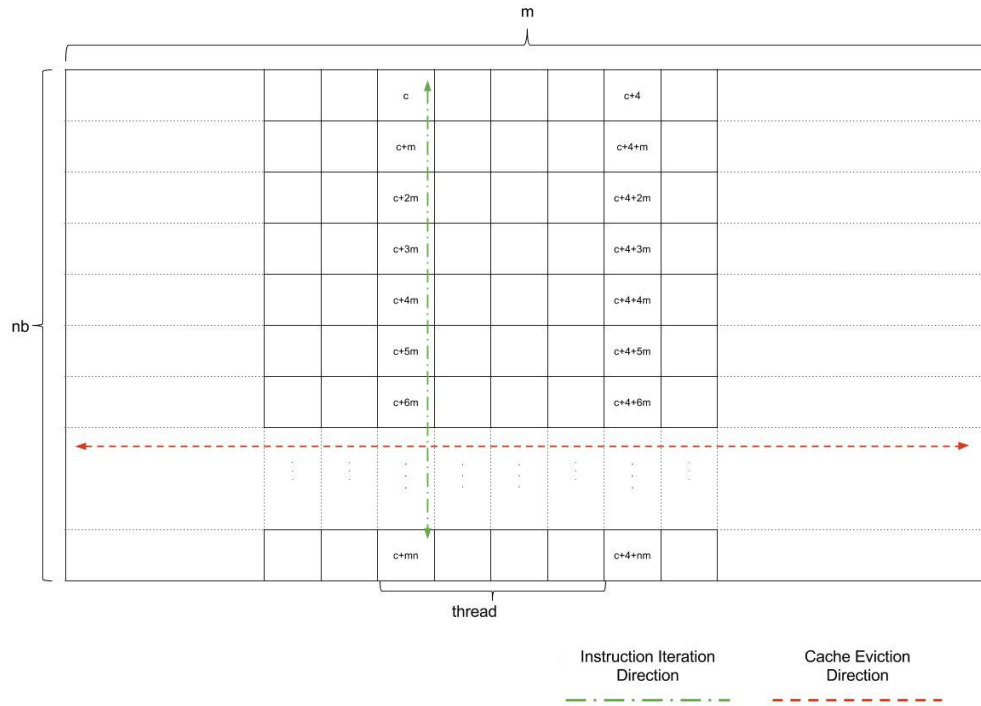 m
c c+4
c+m c+4+m
c+2m c+4+2m
c+3m c+4+3m
c+4m c+4+4m
nb
c+5m c+4+5m
c+6m c+4+6m
c+mn c+4+nm
thread
Instruction Iteration
Direction
Cache Eviction
Direction